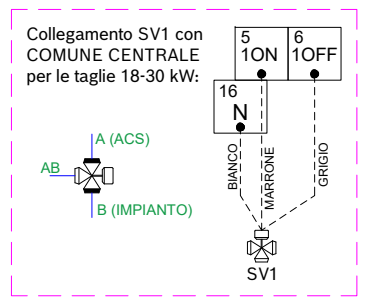 Collegamento SV1 con
COMUNE CENTRALE
per le taglie 18-30 kW:
5
1ON
6
1OFF
16
N
A (ACS)
AB
B (IMPIANTO)
BIANCO
MARRONE
GRIGIO
SV1